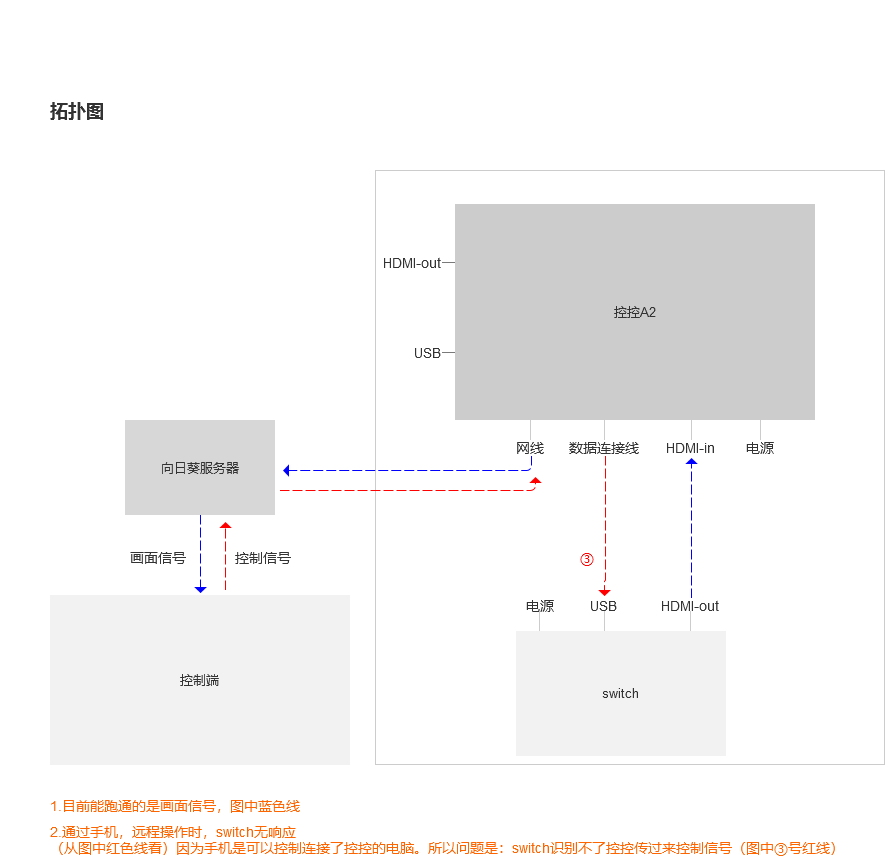 拓扑图
HDMI-out
控控A2
USB
网线
数据连接线
HDMI-in
电源
向日葵服务器
画面信号
控制信号
③
电源
USB
HDMI-out
控制端
switch
1.目前能跑通的是画面信号，图中蓝色线
2.通过手机，远程操作时，switch无响应
（从图中红色线看）因为手机是可以控制连接了控控的电脑。所以问题是：switch识别不了控控传过来控制信号（图中③号红线）